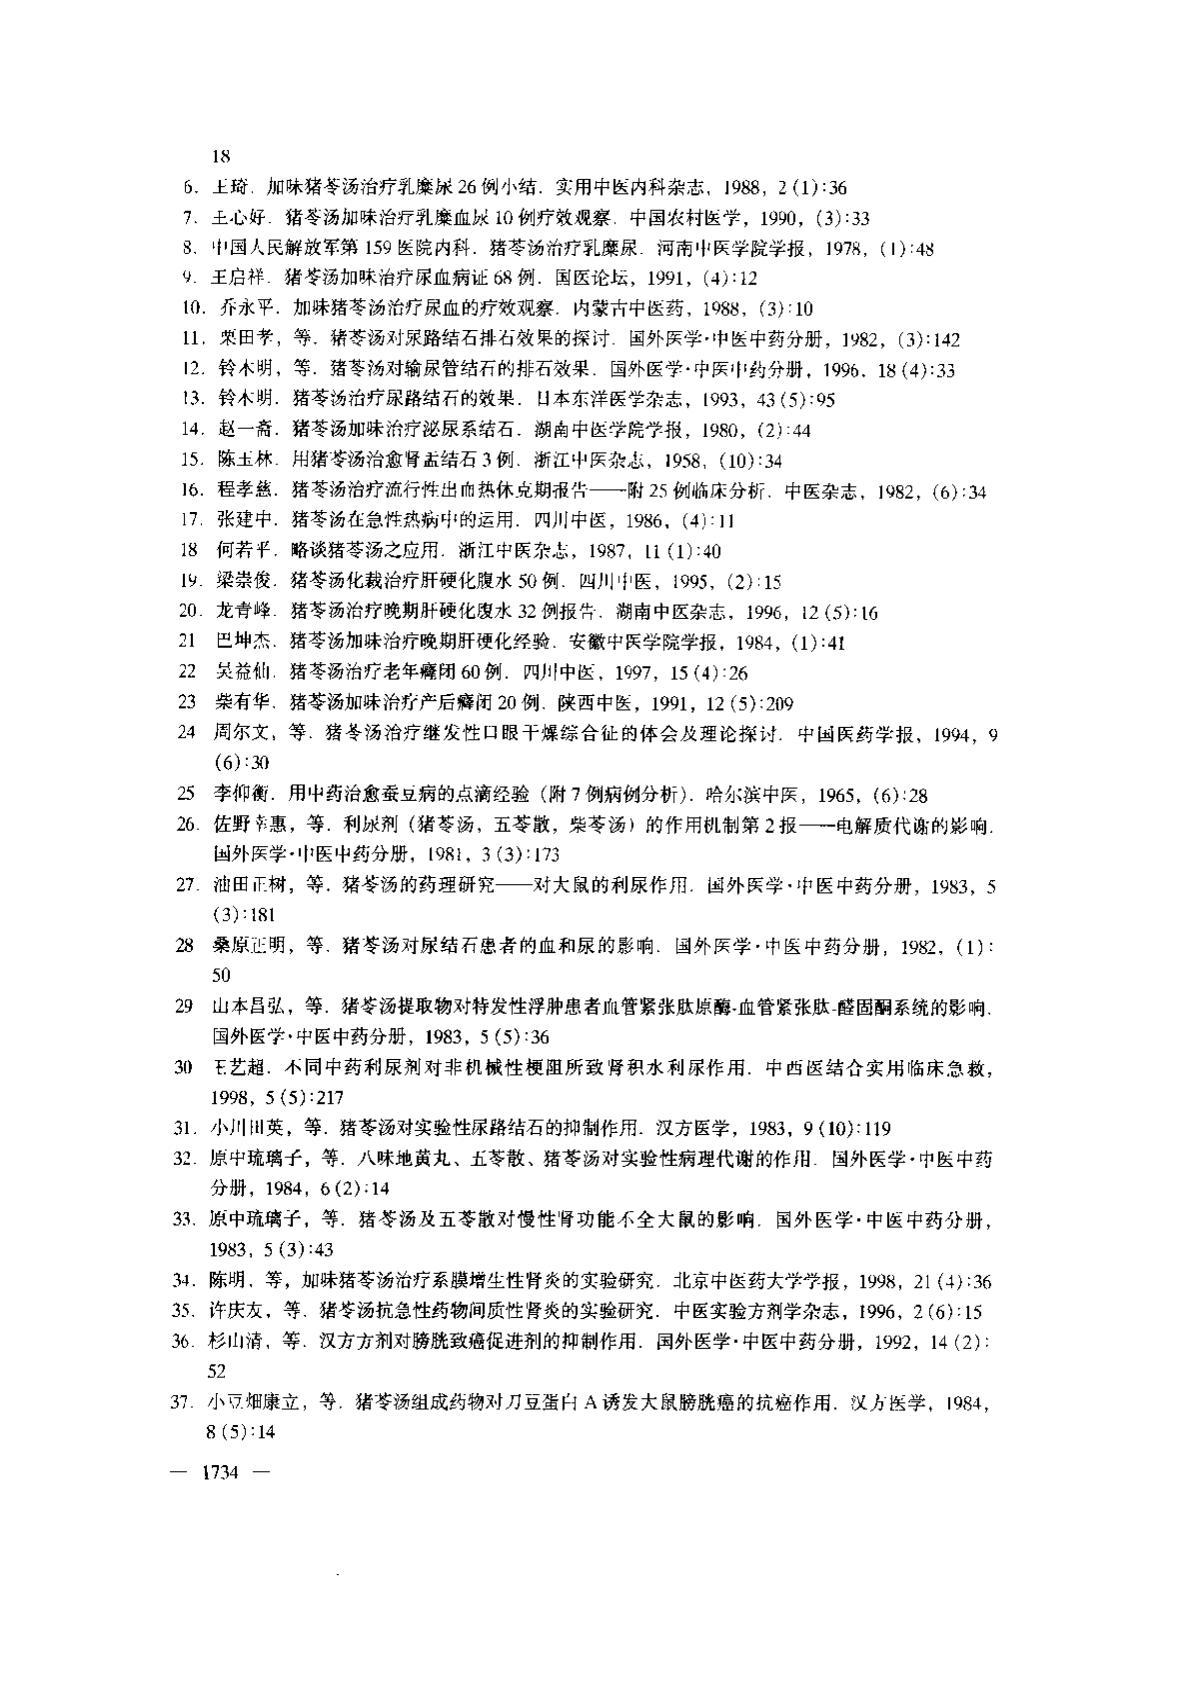 18
6. 王琦. 加味猪苓汤治疗乳糜尿 26 例小结. 实用中医内科杂志, 1988, 2 (1):36
7. 王心好. 猪苓汤加味治疗乳糜血尿 10 例疗效观察. 中国农村医学, 1990, (3):33
8. 中国人民解放军第 159 医院内科. 猪苓汤治疗乳糜尿. 河南中医学院学报, 1978, (1):48
9. 王启祥. 猪苓汤加味治疗尿血病证 68 例. 国医论坛, 1991, (4):12
10. 乔永平. 加味猪苓汤治疗尿血的疗效观察. 内蒙古中医药, 1988, (3):10
11. 栗田孝, 等. 猪苓汤对尿路结石排石效果的探讨. 国外医学·中医中药分册, 1982, (3):142
12. 铃木明, 等. 猪苓汤对输尿管结石的排石效果. 国外医学·中医中药分册, 1996, 18 (4):33
13. 铃木明. 猪苓汤治疗尿路结石的效果. 日本东洋医学杂志, 1993, 43 (5):95
14. 赵一斋. 猪苓汤加味治疗泌尿系结石. 湖南中医学院学报, 1980, (2):44
15. 陈玉林. 用猪苓汤治愈肾盂结石 3 例. 浙江中医杂志, 1958, (10):34
16. 程孝慈. 猪苓汤治疗流行性出血热休克期报告——附 25 例临床分析. 中医杂志, 1982, (6):34
17. 张建中. 猪苓汤在急性热病中的运用. 四川中医, 1986, (4):11
18 何若平. 略谈猪苓汤之应用. 浙江中医杂志, 1987, 11 (1):40
19. 梁崇俊. 猪苓汤化裁治疗肝硬化腹水 50 例. 四川中医, 1995, (2):15
20. 龙青峰. 猪苓汤治疗晚期肝硬化腹水 32 例报告. 湖南中医杂志, 1996, 12 (5):16
21 巴坤杰. 猪苓汤加味治疗晚期肝硬化经验. 安徽中医学院学报, 1984, (1):41
22 吴益仙. 猪苓汤治疗老年癃闭 60 例. 四川中医, 1997, 15 (4):26
23 柴有华. 猪苓汤加味治疗产后癃闭 20 例. 陕西中医, 1991, 12 (5):209
24 周尔文, 等. 猪苓汤治疗继发性口眼干燥综合征的体会及理论探讨. 中国医药学报, 1994, 9
(6):30
25 李仰衡. 用中药治愈蚕豆病的点滴经验 (附 7 例病例分析). 哈尔滨中医, 1965, (6):28
26. 佐野幸惠, 等. 利尿剂 (猪苓汤, 五苓散, 柴苓汤) 的作用机制第 2 报——电解质代谢的影响.
国外医学·中医中药分册, 1981, 3 (3):173
27. 油田正树, 等. 猪苓汤的药理研究——对大鼠的利尿作用. 国外医学·中医中药分册, 1983, 5
(3):181
28 桑原正明, 等. 猪苓汤对尿结石患者的血和尿的影响. 国外医学·中医中药分册, 1982, (1):
50
29 山本昌弘, 等. 猪苓汤提取物对特发性浮肿患者血管紧张肽原酶-血管紧张肽-醛固酮系统的影响.
国外医学·中医中药分册, 1983, 5 (5):36
30 王艺超. 不同中药利尿剂对非机械性梗阻所致肾积水利尿作用. 中西医结合实用临床急救,
1998, 5 (5):217
31. 小川由英, 等. 猪苓汤对实验性尿路结石的抑制作用. 汉方医学, 1983, 9 (10):119
32. 原中琉璃子, 等. 八味地黄丸、五苓散、猪苓汤对实验性病理代谢的作用. 国外医学·中医中药
分册, 1984, 6 (2):14
33. 原中琉璃子, 等. 猪苓汤及五苓散对慢性肾功能不全大鼠的影响. 国外医学·中医中药分册,
1983, 5 (3):43
34. 陈明, 等, 加味猪苓汤治疗系膜增生性肾炎的实验研究. 北京中医药大学学报, 1998, 21 (4):36
35. 许庆友, 等. 猪苓汤抗急性药物间质性肾炎的实验研究. 中医实验方剂学杂志, 1996, 2 (6):15
36. 杉山清, 等. 汉方方剂对膀胱致癌促进剂的抑制作用. 国外医学·中医中药分册, 1992, 14 (2):
52
37. 小豆畑康立, 等. 猪苓汤组成药物对刀豆蛋白 A 诱发大鼠膀胱癌的抗癌作用. 汉方医学, 1984,
8 (5):14
— 1734 —